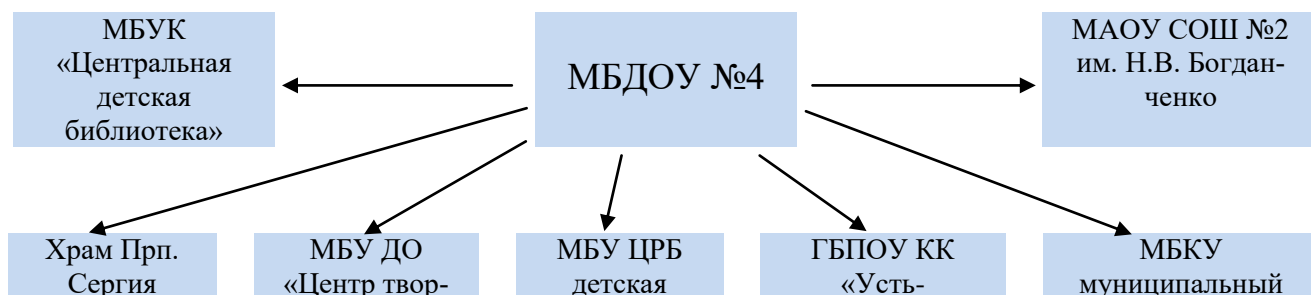 МБУК
«Центральная
детская
библиотека»
МБДОУ №4
МАОУ СОШ №2
им. Н.В. Богдан-
ченко
Храм Прп.
Сергия
МБУ ДО
«Центр твор-
МБУ ЦРБ
детская
ГБПОУ КК
«Усть-
МБКУ
муниципальный